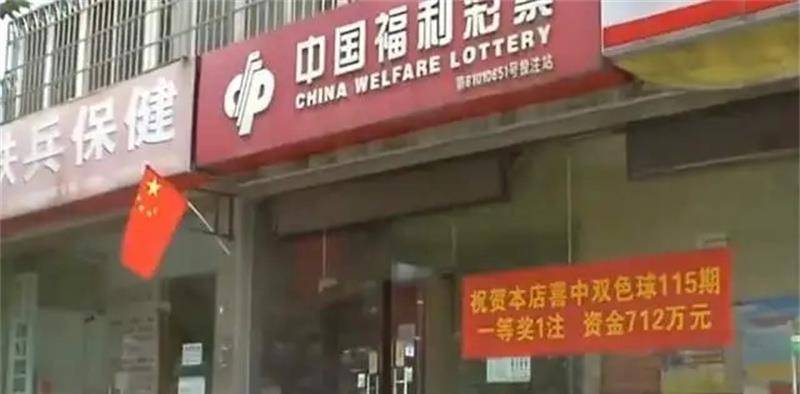 中国福利彩票
CHINA WELFARE LOTTERY
第61010651号投注站
铁兵保健
祝贺本店喜中双色球115期
一等奖1注 资金712万元